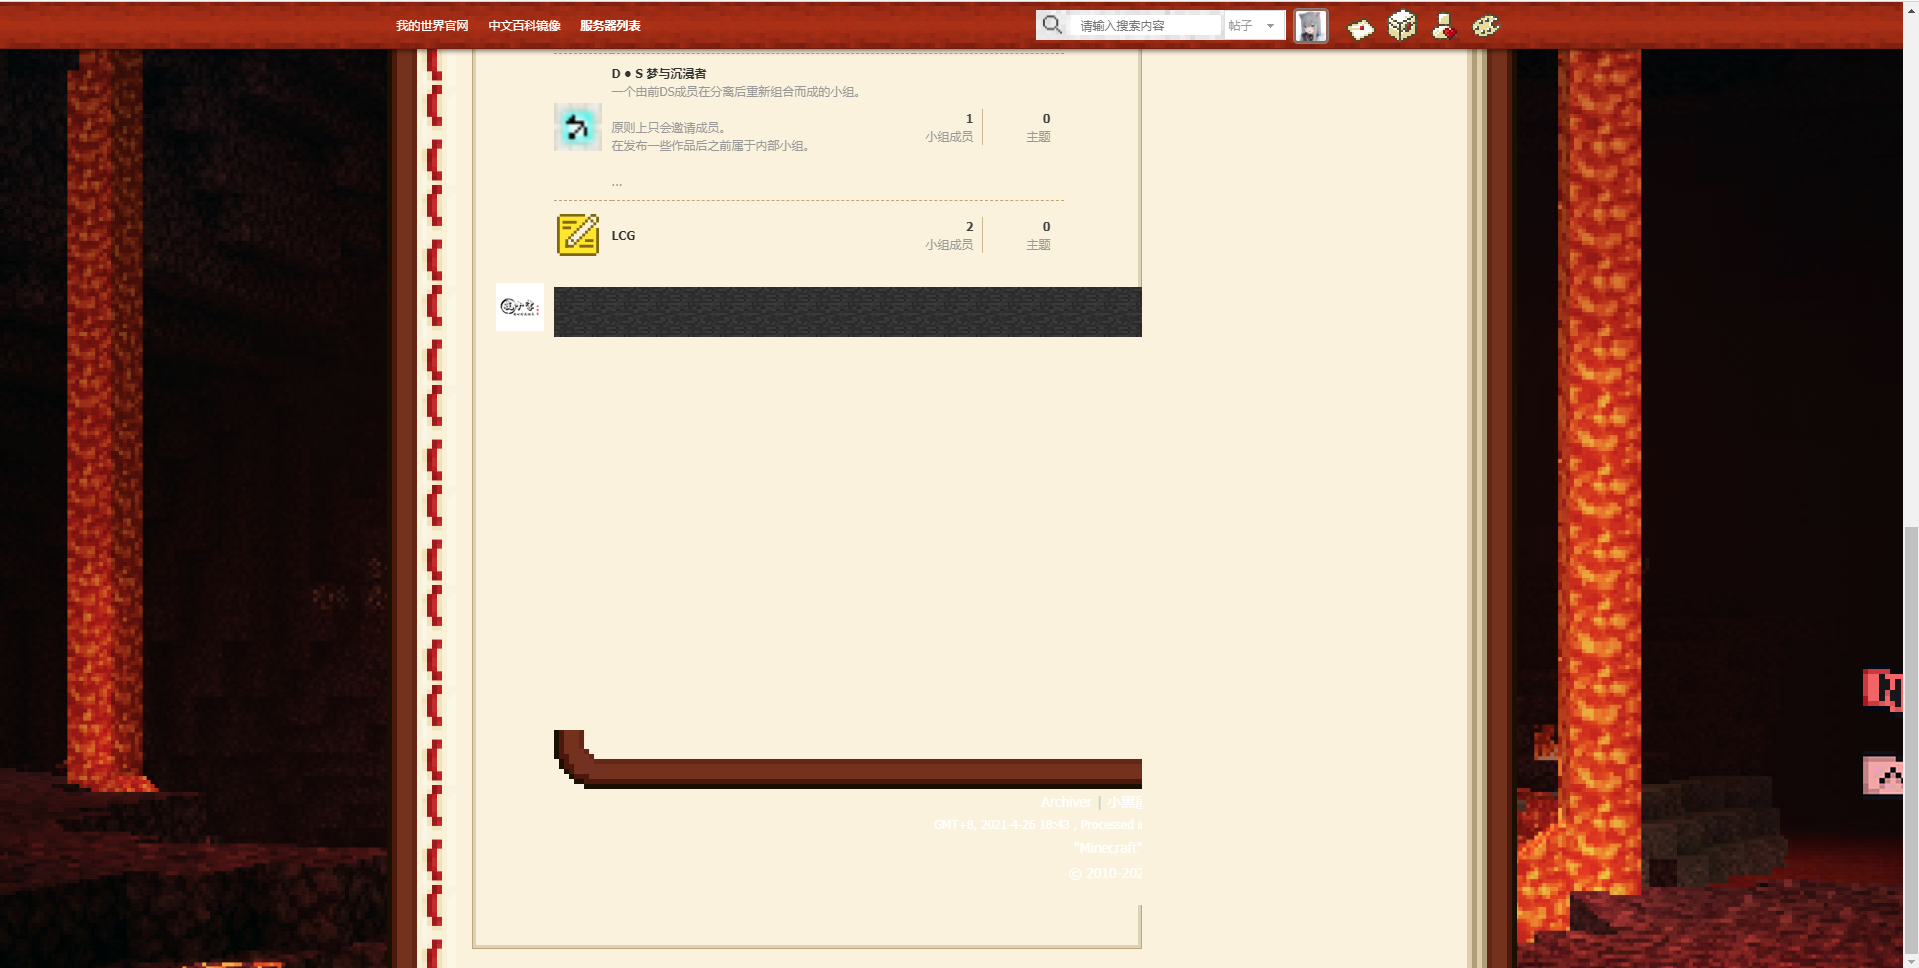 我的世界官网 中文百科镜像 服务器列表
请输入搜索内容 帖子
D ● S 梦与沉浸者
一个由前DS成员在分离后重新组合而成的小组。
原则上只会邀请成员。
在发布一些作品后之前属于内部小组。
...
1 0
小组成员 主题
LCG
2 0
小组成员 主题
Archiver | 小黑
GMT+8, 2021-4-26 18:43 , Processed
"Minecraft"
© 2010-202